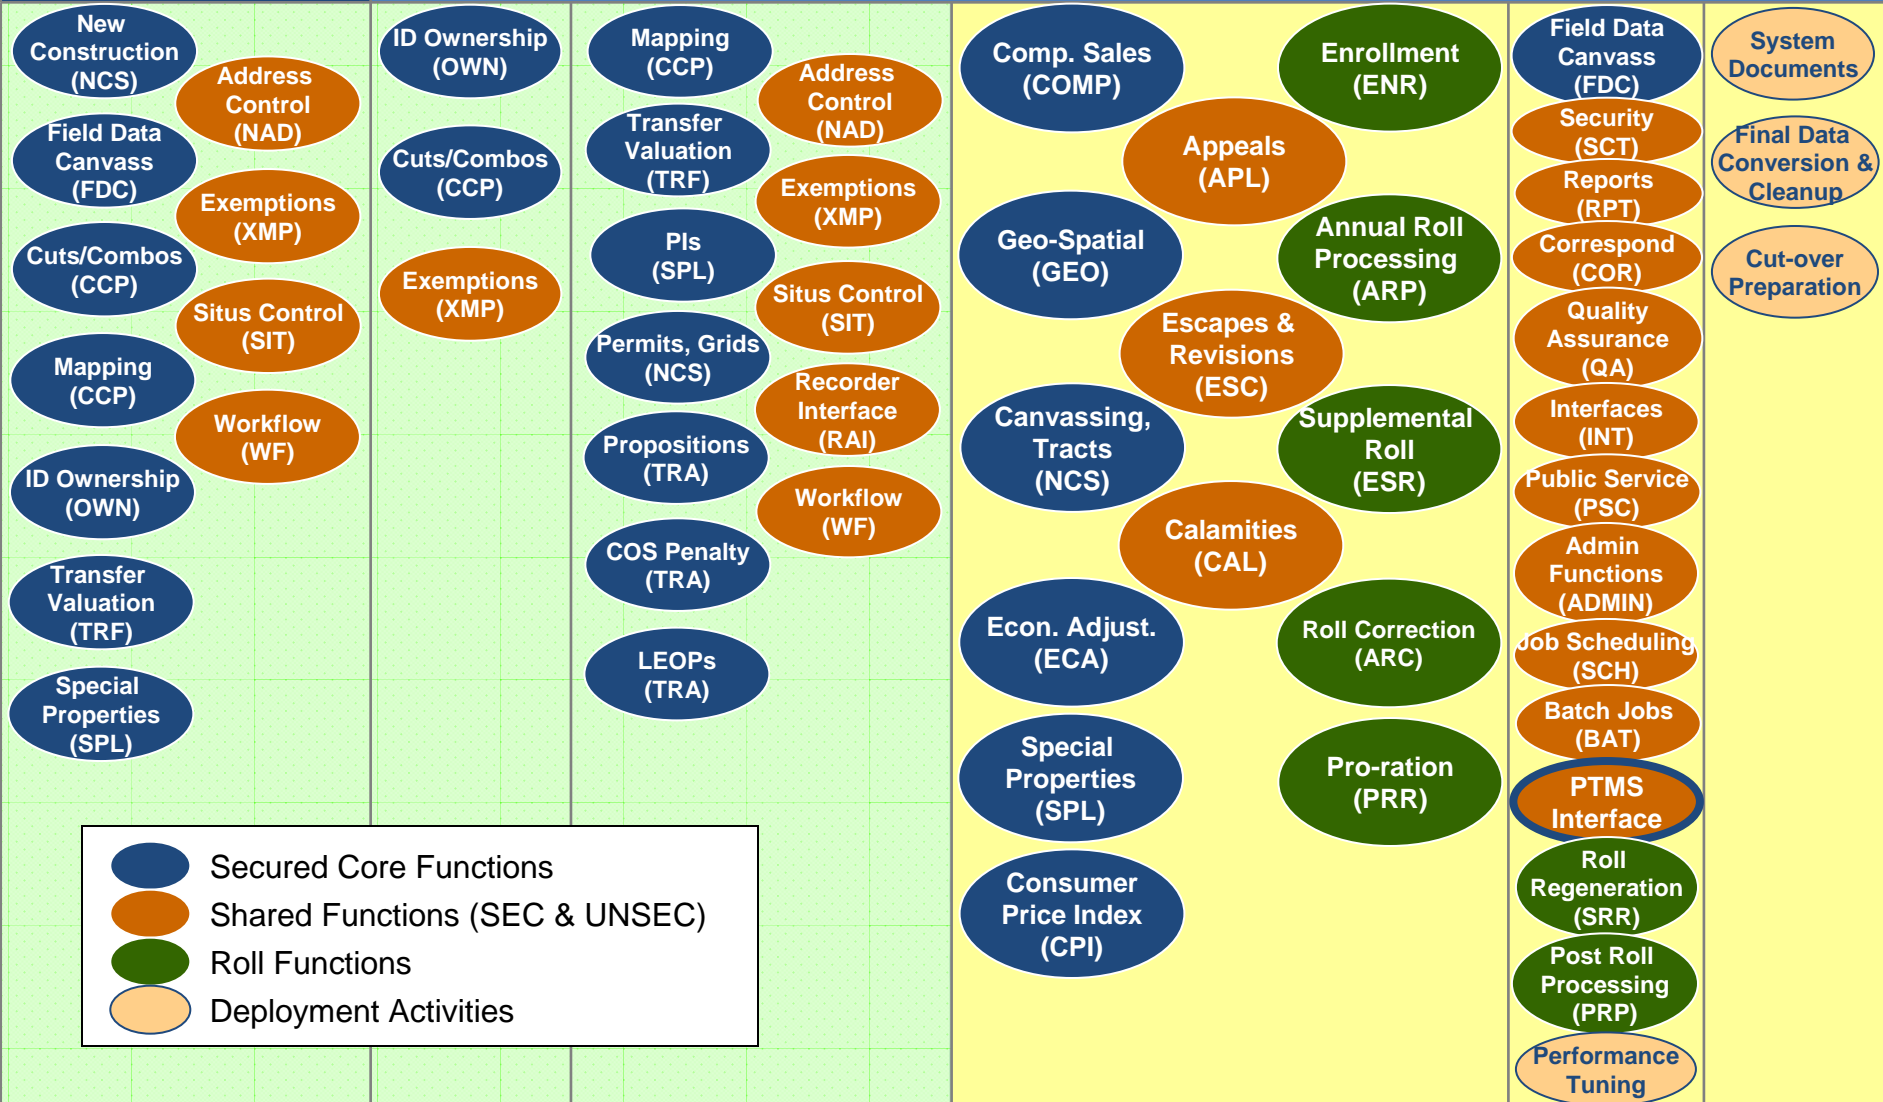 New
Construction
(NCS)
Field Data
Canvass
(FDC)
Cuts/Combos
(CCP)
Mapping
(CCP)
ID Ownership
(OWN)
Transfer
Valuation
(TRF)
Special
Properties
(SPL)
Address
Control
(NAD)
Exemptions
(XMP)
Situs Control
(SIT)
Workflow
(WF)
ID Ownership
(OWN)
Cuts/Combos
(CCP)
Exemptions
(XMP)
Mapping
(CCP)
Transfer
Valuation
(TRF)
PIs
(SPL)
Permits, Grids
(NCS)
Propositions
(TRA)
COS Penalty
(TRA)
LEOPs
(TRA)
Address
Control
(NAD)
Exemptions
(XMP)
Situs Control
(SIT)
Recorder
Interface
(RAI)
Workflow
(WF)
Comp. Sales
(COMP)
Geo-Spatial
(GEO)
Canvassing,
Tracts
(NCS)
Econ. Adjust.
(ECA)
Special
Properties
(SPL)
Consumer
Price Index
(CPI)
Appeals
(APL)
Escapes &
Revisions
(ESC)
Calamities
(CAL)
Enrollment
(ENR)
Annual Roll
Processing
(ARP)
Supplemental
Roll
(ESR)
Roll Correction
(ARC)
Pro-ration
(PRR)
Field Data
Canvass
(FDC)
Security
(SCT)
Reports
(RPT)
Correspond
(COR)
Quality
Assurance
(QA)
Interfaces
(INT)
Public Service
(PSC)
Admin
Functions
(ADMIN)
Job Scheduling
(SCH)
Batch Jobs
(BAT)
PTMS
Interface
Roll
Regeneration
(SRR)
Post Roll
Processing
(PRP)
Performance
Tuning
System
Documents
Final Data
Conversion &
Cleanup
Cut-over
Preparation
Secured Core Functions
Shared Functions (SEC & UNSEC)
Roll Functions
Deployment Activities